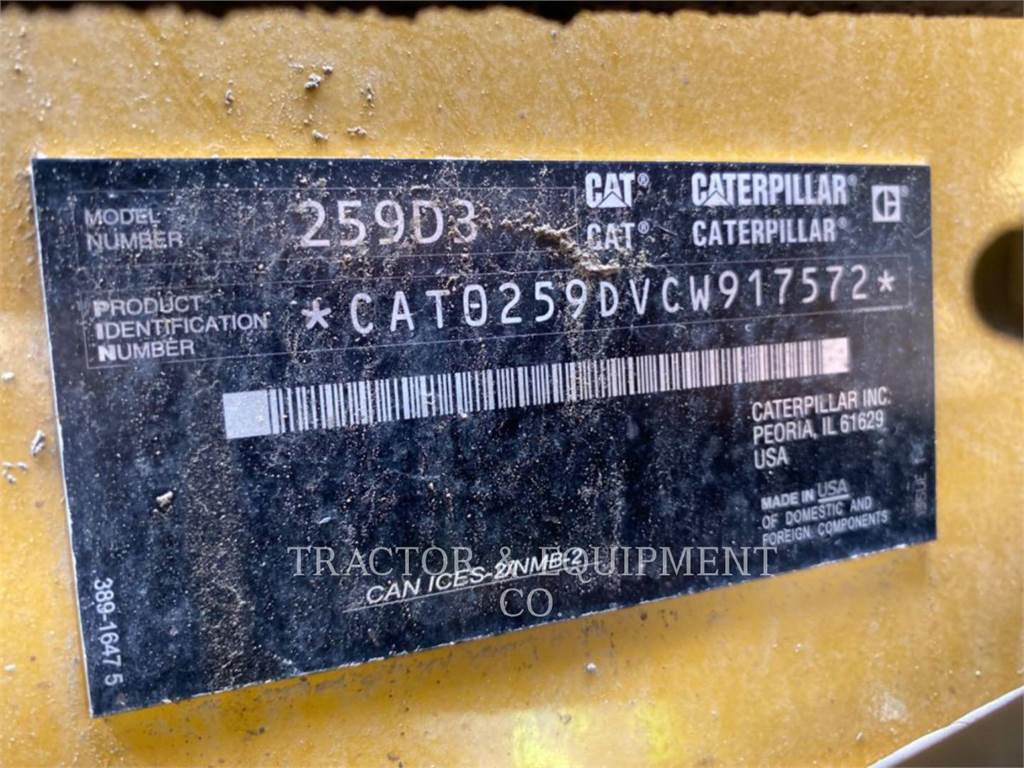 MODEL
NUMBER
259D3
CAT® CATERPILLAR®
CAT® CATERPILLAR®
PRODUCT
IDENTIFICATION
NUMBER
*CAT0259DVCW917572*
CATERPILLAR INC.
PEORIA, IL 61629
USA
MADE IN USA
OF DOMESTIC AND
FOREIGN COMPONENTS
CAN ICES-2/NMB-2
389-1647 5
TRACTOR & EQUIPMENT
CO.